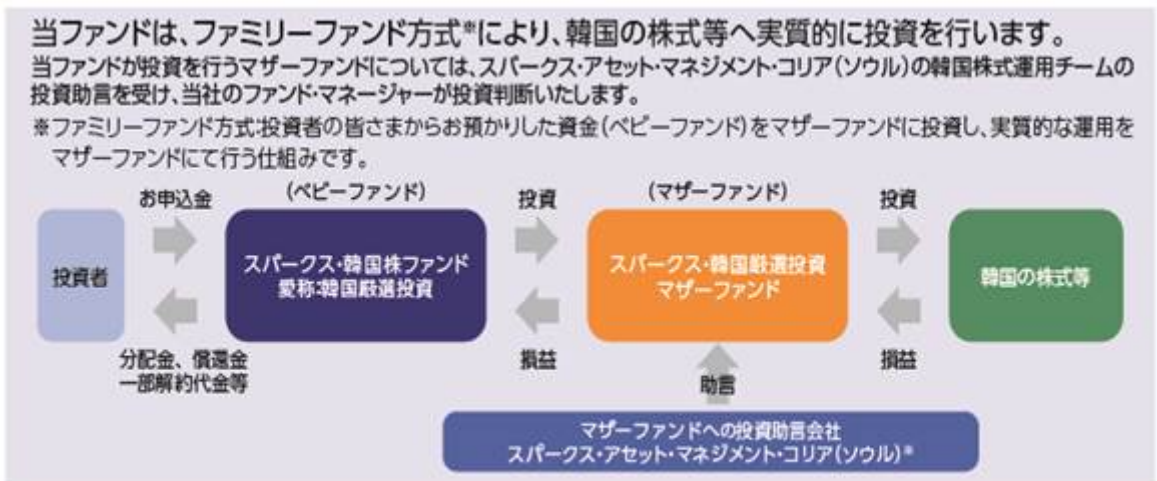 当ファンドは、ファミリーファンド方式※により、韓国の株式等へ実質的に投資を行います。
当ファンドが投資を行うマザーファンドについては、スパークス・アセット・マネジメント・コリア(ソウル)の韓国株式運用チームの
投資助言を受け、当社のファンド・マネージャーが投資判断いたします。
※ファミリーファンド方式:投資者の皆さまからお預かりした資金(ベビーファンド)をマザーファンドに投資し、実質的な運用を
マザーファンドにて行う仕組みです。
お申込金
(ベビーファンド)
投資
(マザーファンド)
投資
投資者
スパークス・韓国株ファンド
愛称:韓国厳選投資
スパークス・韓国厳選投資
マザーファンド
韓国の株式等
分配金、償還金
一部解約代金等
損益
助言
損益
マザーファンドへの投資助言会社
スパークス・アセット・マネジメント・コリア(ソウル)※